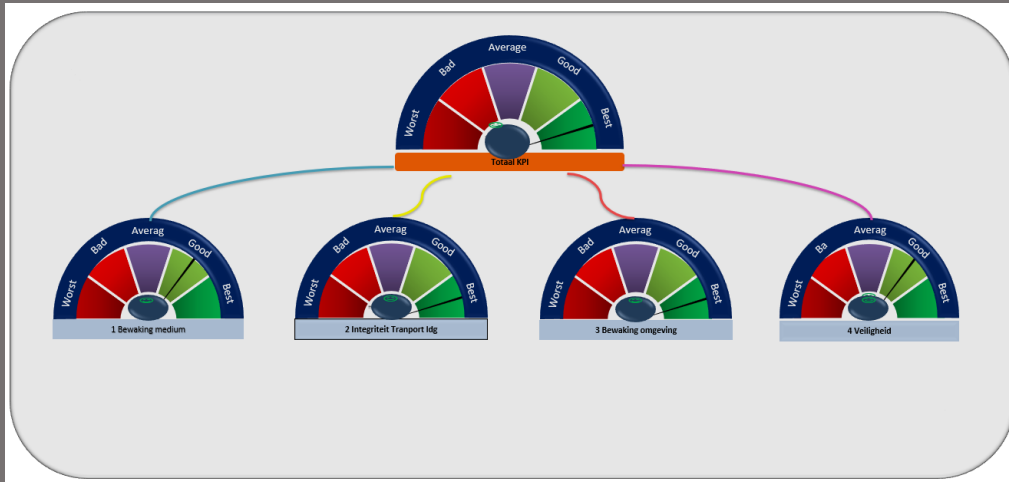 Worst
Bad
Average
Good
Best
Totaal KPI
Worst
Bad
Averag
Good
Best
1 Bewaking medium
Worst
Bad
Averag
Good
Best
2 Integriteit Tranport ldg
Worst
Bad
Averag
Good
Best
3 Bewaking omgeving
Worst
Ba
Averag
Good
Best
4 Veiligheid